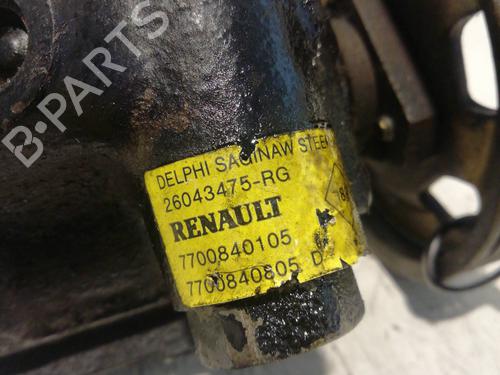 B-PARTS
DELPHI SAGINAW STEE
26043475-RG
RENAULT
7700840105
7700840805 D